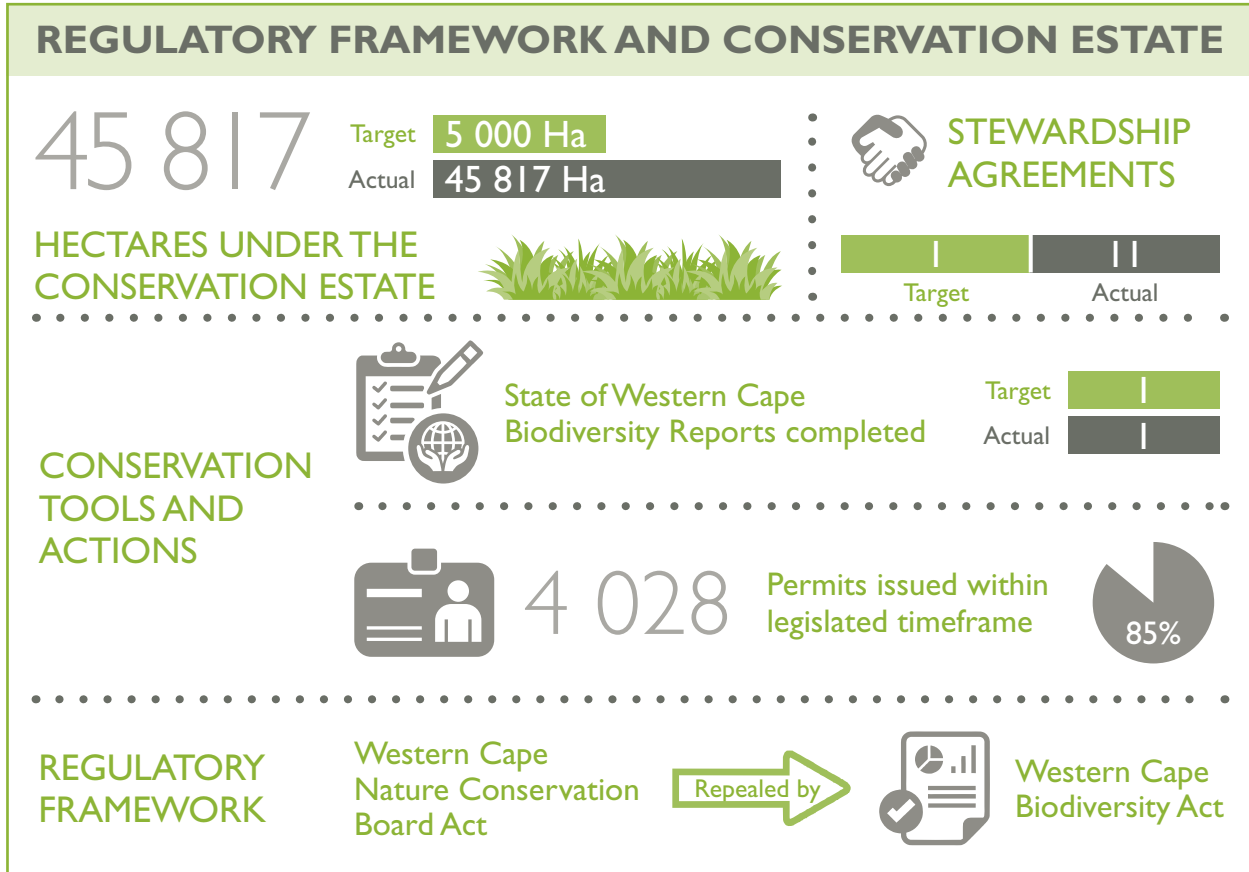 REGULATORY FRAMEWORK AND CONSERVATION ESTATE
45 817
Target 5 000 Ha
Actual 45 817 Ha
HECTARES UNDER THE
CONSERVATION ESTATE
STEWARDSHIP
AGREEMENTS
1 11
Target Actual
CONSERVATION
TOOLS AND
ACTIONS
State of Western Cape
Biodiversity Reports completed
Target 1
Actual 1
4 028
Permits issued within
legislated timeframe
85%
REGULATORY
FRAMEWORK
Western Cape
Nature Conservation
Board Act
Repealed by
Western Cape
Biodiversity Act